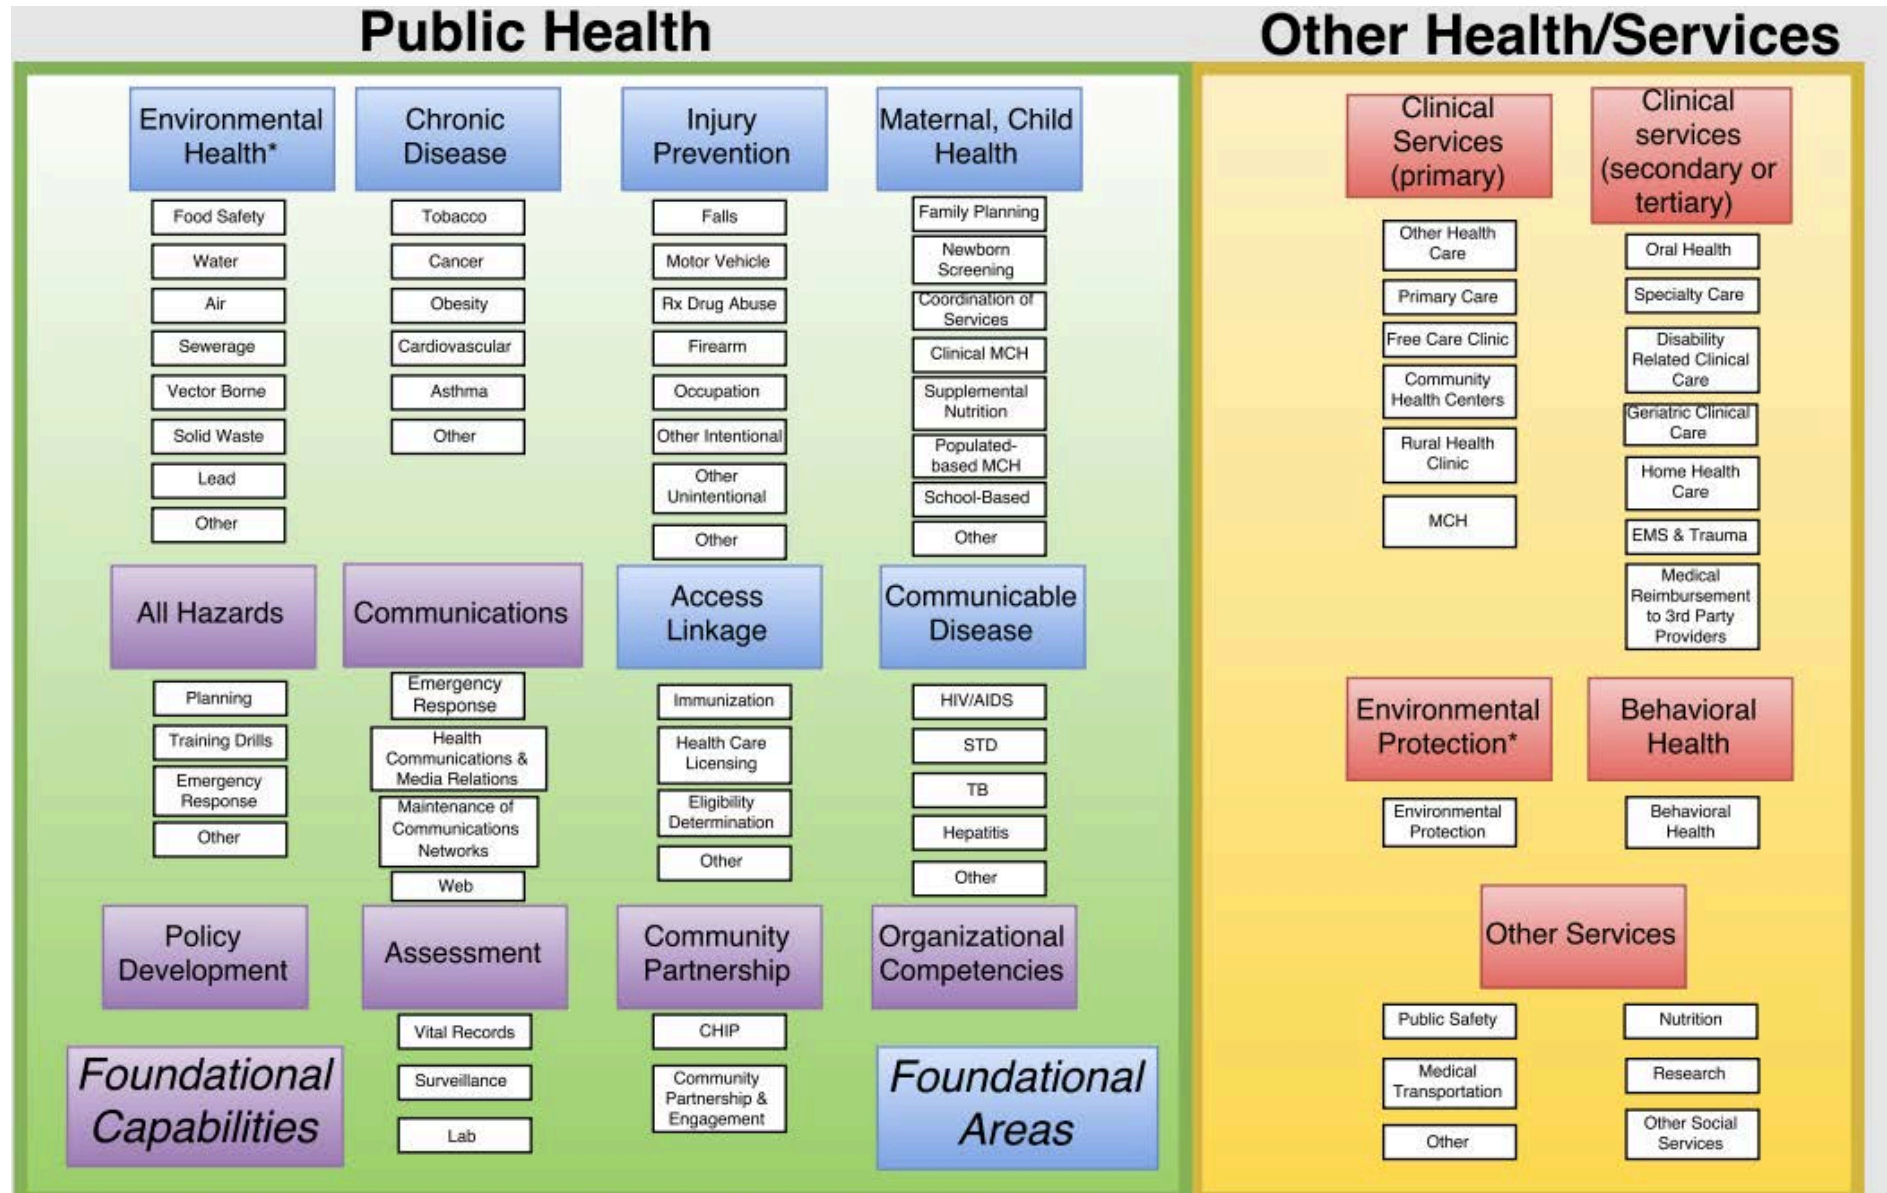 Public Health
Other Health/Services
Environmental
Health*
Food Safety
Water
Air
Sewerage
Vector Borne
Solid Waste
Lead
Other
Chronic
Disease
Tobacco
Cancer
Obesity
Cardiovascular
Asthma
Other
Injury
Prevention
Falls
Motor Vehicle
Rx Drug Abuse
Firearm
Occupation
Other Intentional
Other
Unintentional
Other
Maternal, Child
Health
Family Planning
Newborn
Screening
Coordination of
Services
Clinical MCH
Supplemental
Nutrition
Populated-
based MCH
School-Based
Other
All Hazards
Planning
Training Drills
Emergency
Response
Other
Communications
Emergency
Response
Health
Communications &
Media Relations
Maintenance of
Communications
Networks
Web
Access
Linkage
Immunization
Health Care
Licensing
Eligibility
Determination
Other
Communicable
Disease
HIV/AIDS
STD
TB
Hepatitis
Other
Policy
Development
Assessment
Vital Records
Surveillance
Lab
Community
Partnership
CHIP
Community
Partnership &
Engagement
Organizational
Competencies
Foundational
Capabilities
Foundational
Areas
Clinical
Services
(primary)
Other Health
Care
Primary Care
Free Care Clinic
Community
Health Centers
Rural Health
Clinic
MCH
Clinical
services
(secondary or
tertiary)
Oral Health
Specialty Care
Disability
Related Clinical
Care
Geriatric Clinical
Care
Home Health
Care
EMS & Trauma
Medical
Reimbursement
to 3rd Party
Providers
Environmental
Protection*
Environmental
Protection
Behavioral
Health
Behavioral
Health
Other Services
Public Safety
Medical
Transportation
Other
Nutrition
Research
Other Social
Services